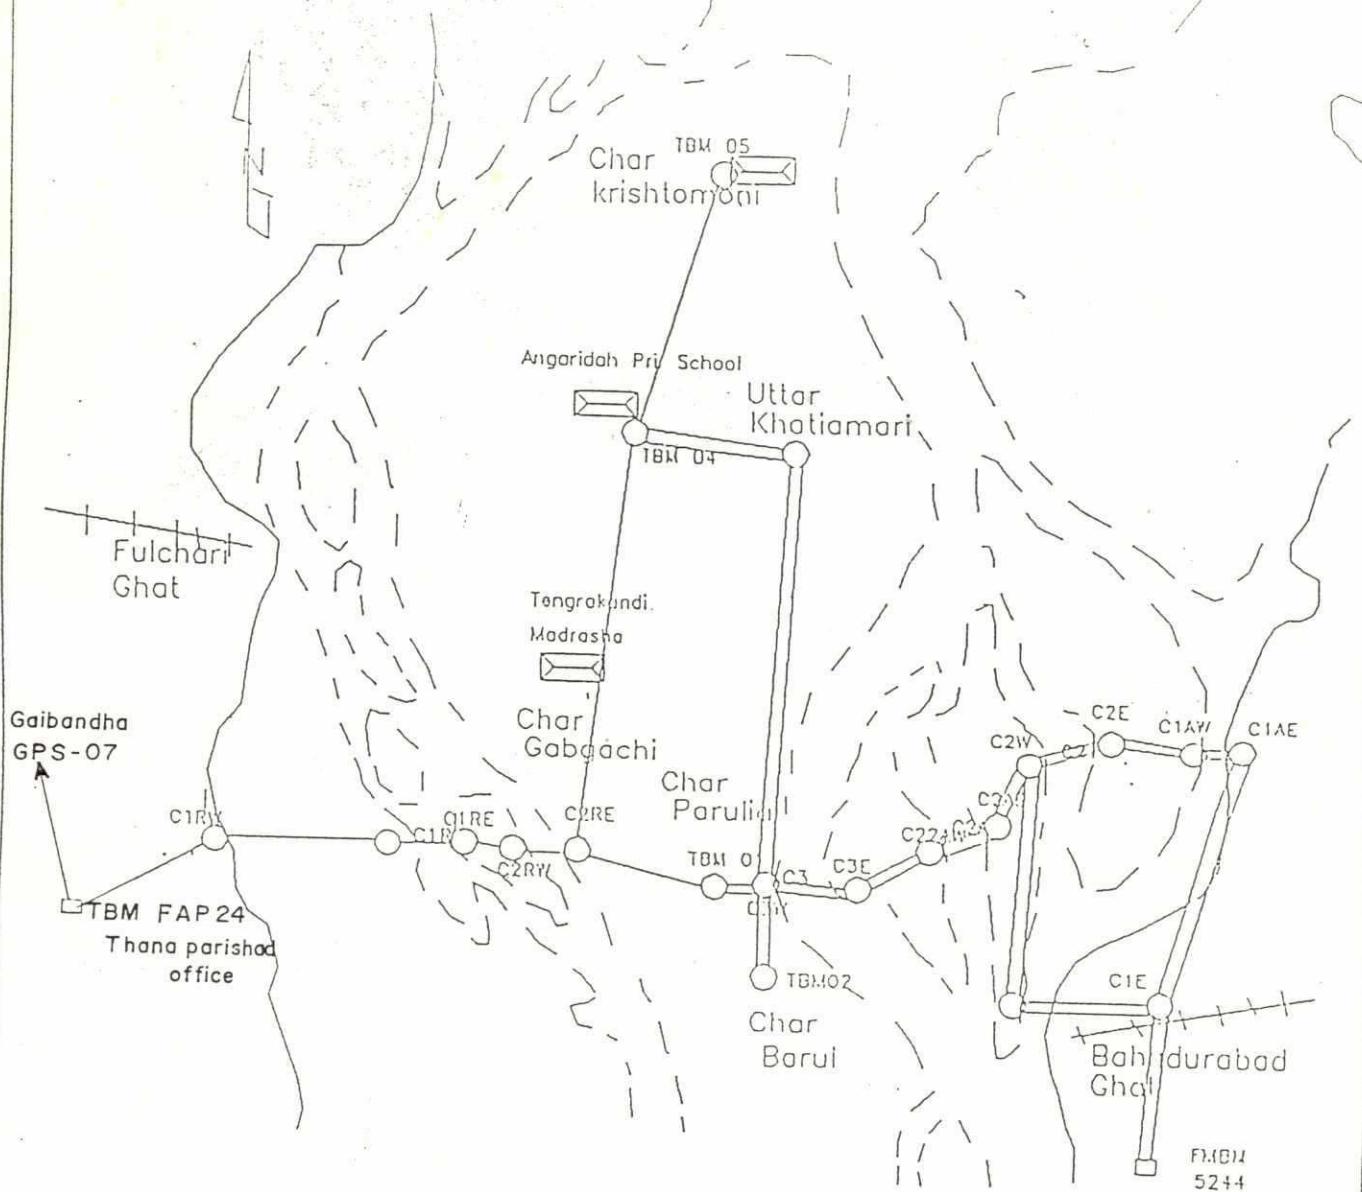 N
TBM 05
Char
krishtomoni
Angaridah Pri School
Uttar
Khatiamari
TBM 04
Fulchari
Ghat
Tengrakandi.
Madrasha
Gaibandha
GPS-07
Char
Gabgachi
C2E
C1AW
C1AE
C2W
Char
Parulia
C1RW
C1RE
C2RE
C2RW
TBM
C3
C3E
TBM FAP 24
Thana parishad
office
TBM02
C1E
Char
Barui
Bahadurabad
Ghat
5244